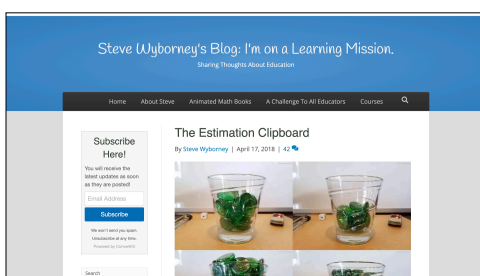 Steve Wyborney's Blog: I'm on a Learning Mission.
Sharing Thoughts About Education
Home About Steve Animated Math Books A Challenge To All Educators Courses
Subscribe
Here!
You will receive the
latest updates as soon
as they are posted!
Email Address
Subscribe
We won't send you spam.
Unsubscribe at any time.
Powered by ConvertKit
Search
The Estimation Clipboard
By Steve Wyborney | April 17, 2018 | 42